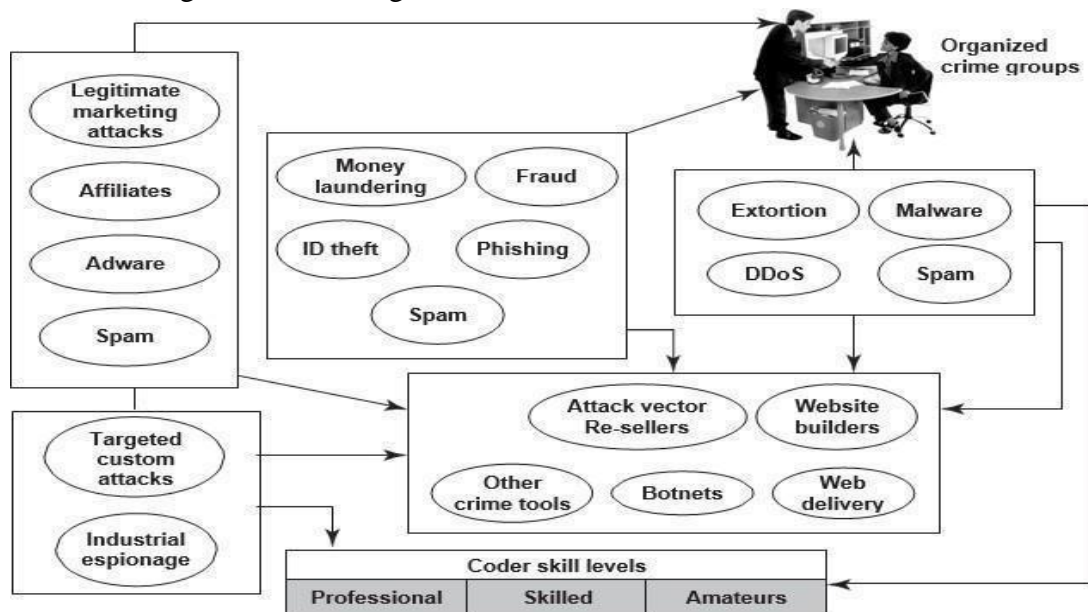 Organized
crime groups
Legitimate
marketing
attacks
Affiliates
Adware
Spam
Money
laundering
Fraud
ID theft
Phishing
Spam
Extortion
Malware
DDoS
Spam
Targeted
custom
attacks
Industrial
espionage
Attack vector
Re-sellers
Website
builders
Other
crime tools
Botnets
Web
delivery
Coder skill levels
Professional
Skilled
Amateurs